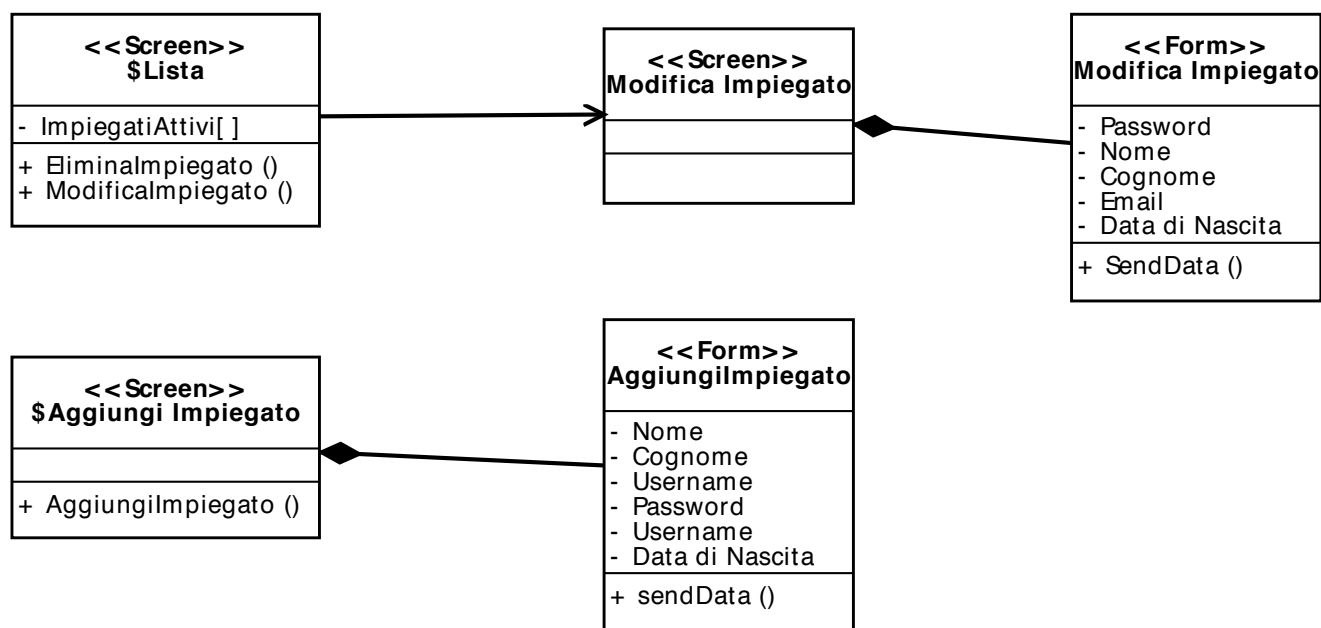 <<Screen>>
$Lista
- ImpiegatiAttivi[ ]
+ EliminaImpiegato ()
+ ModificaImpiegato ()
<<Screen>>
Modifica Impiegato
<<Form>>
Modifica Impiegato
- Password
- Nome
- Cognome
- Email
- Data di Nascita
+ SendData ()
<<Screen>>
$Aggiungi Impiegato
+ AggiungiImpiegato ()
<<Form>>
AggiungiImpiegato
- Nome
- Cognome
- Username
- Password
- Username
- Data di Nascita
+ sendData ()